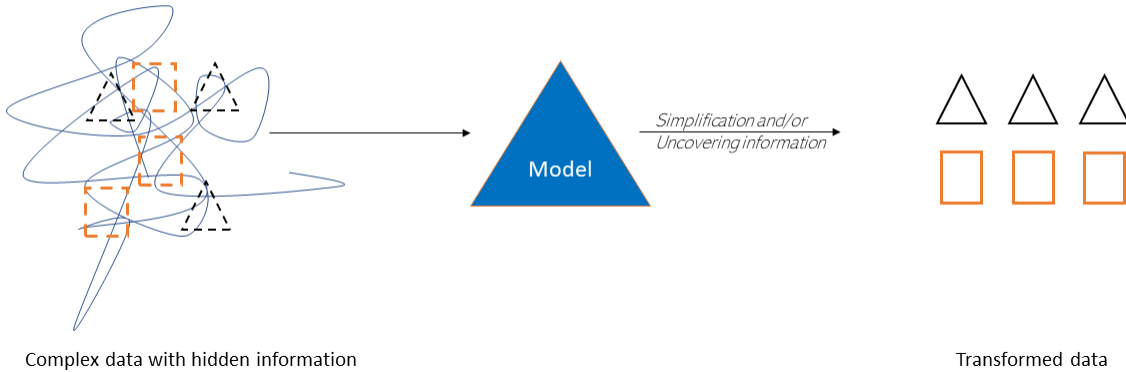 Simplification and/or
Uncovering information
Model
Complex data with hidden information
Transformed data